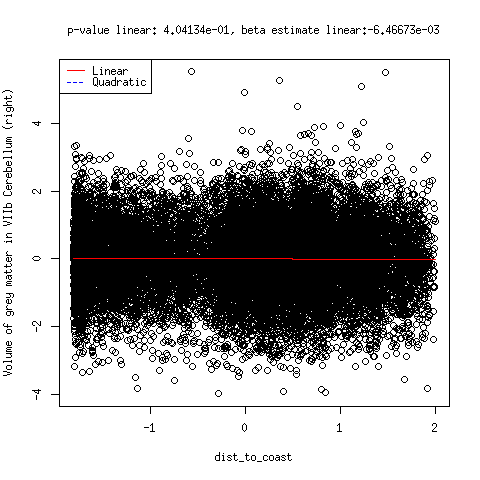 p-value linear: 4.04134e-01, beta estimate linear:-6.46673e-03
Linear
Quadratic
Volume of grey matter in VIIb Cerebellum (right)
4
2
0
-2
-4
-1
0
1
2
dist_to_coast